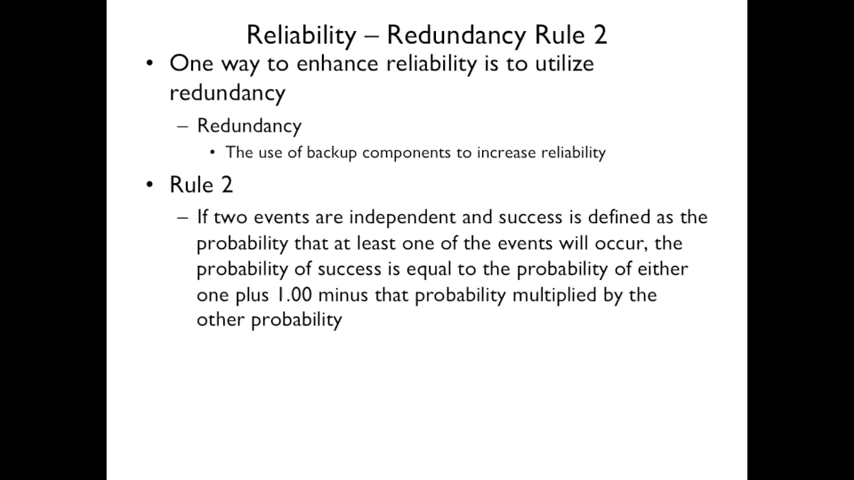 Reliability – Redundancy Rule 2
• One way to enhance reliability is to utilize
redundancy
– Redundancy
• The use of backup components to increase reliability
• Rule 2
– If two events are independent and success is defined as the
probability that at least one of the events will occur, the
probability of success is equal to the probability of either
one plus 1.00 minus that probability multiplied by the
other probability